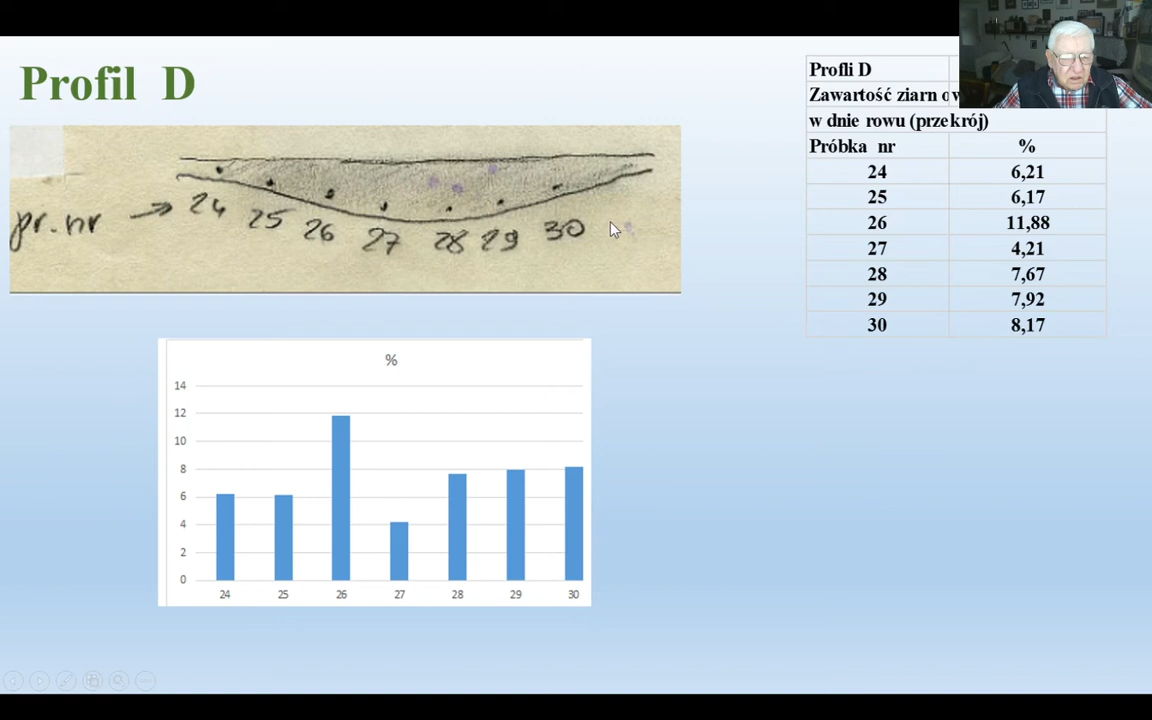 Profil D
pr. nr → 24 25 26 27 28 29 30
Profli D
Zawartość ziarn
w dnie rowu (przekrój)
Próbka nr %
24 6,21
25 6,17
26 11,88
27 4,21
28 7,67
29 7,92
30 8,17
%
14
12
10
8
6
4
2
0
24 25 26 27 28 29 30